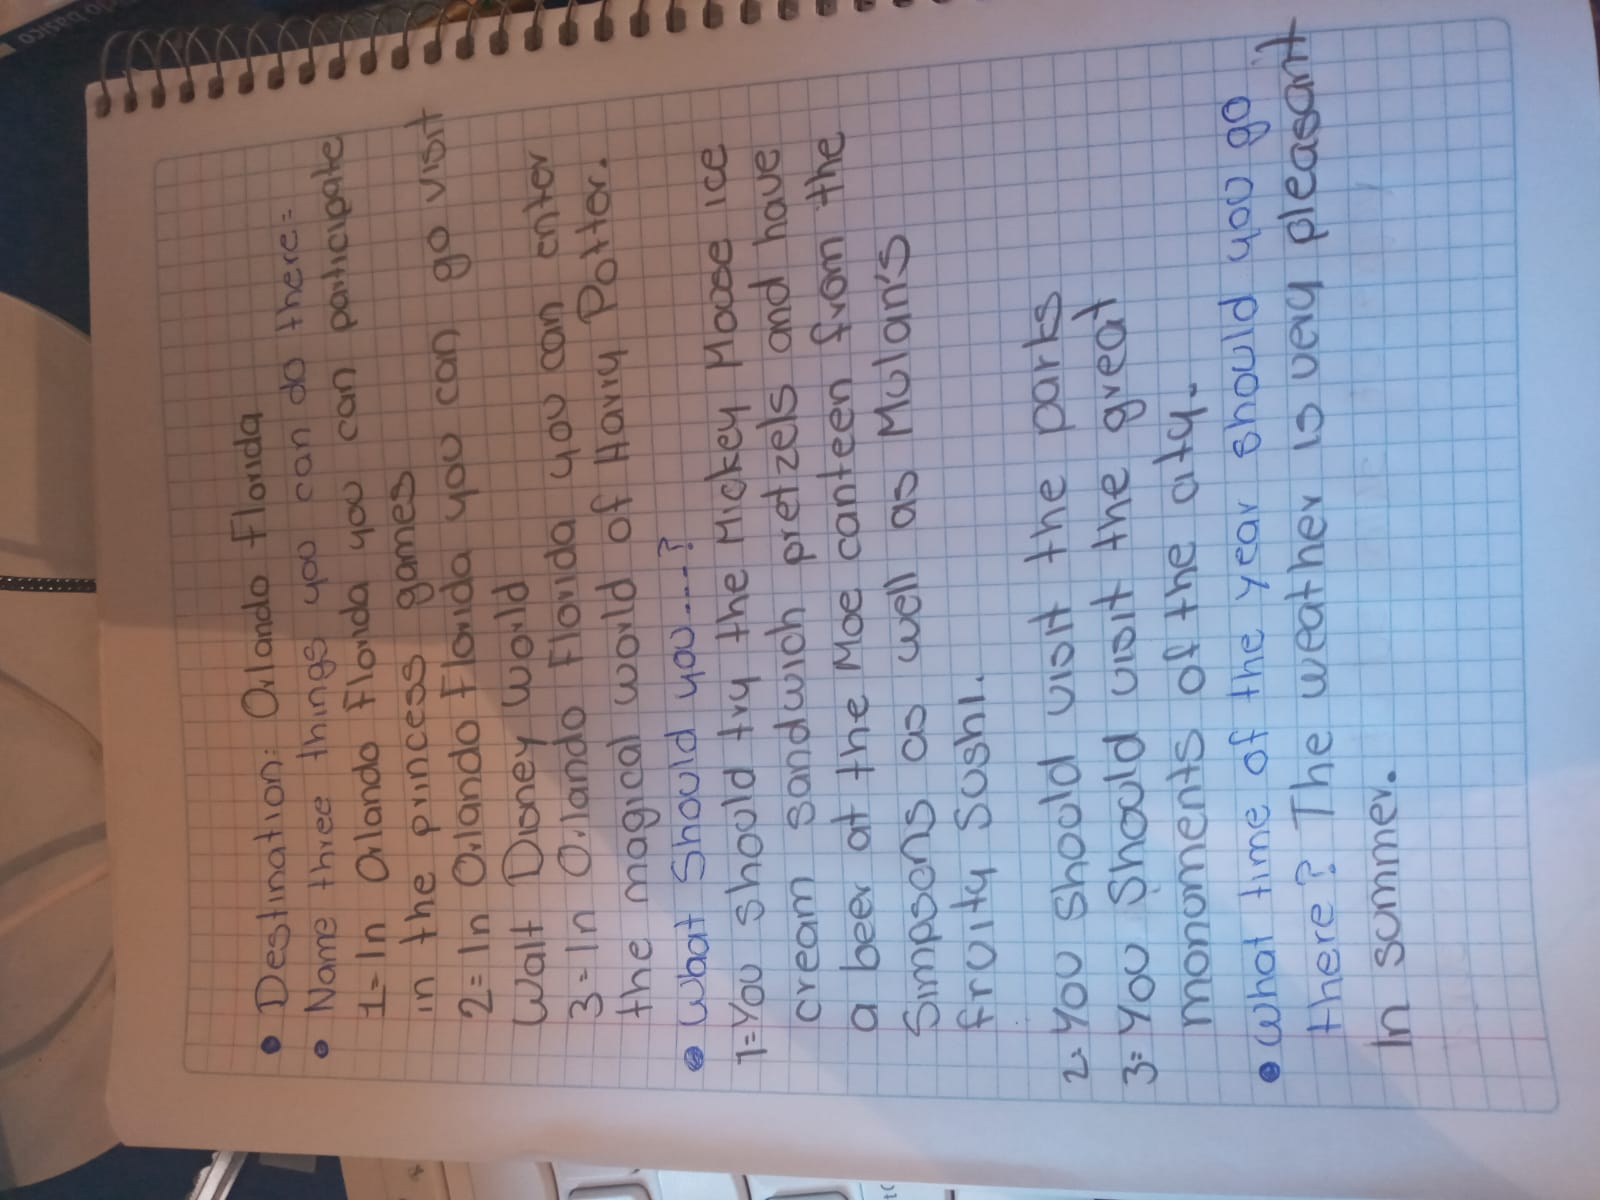 • Destination: Orlando Florida
• Name three things you can do there:
1= In Orlando Florida you can participate
in the princess games
2= In Orlando Florida you can go visit
Walt Disney World
3= In Orlando Florida you can enter
the magical world of Harry Potter.
• What Should you.....?
1= You should try the Mickey Moose ice
cream sandwich pretzels and have
a beer at the Moe canteen from the
Simpsons as well as Mulan's
fruity Sushi.
2= You should visit the parks
3= You Should visit the great
monuments of the city.
• What time of the year should you go
there? The weather is very pleasant
In summer.